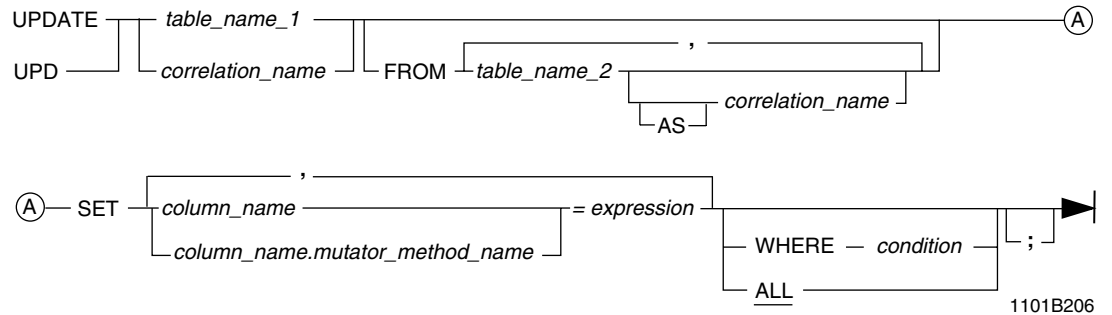 UPDATE table_name_1 A
,
UPD correlation_name FROM table_name_2
correlation_name
AS
,
A SET column_name = expression
column_name.mutator_method_name WHERE condition ;
ALL
1101B206